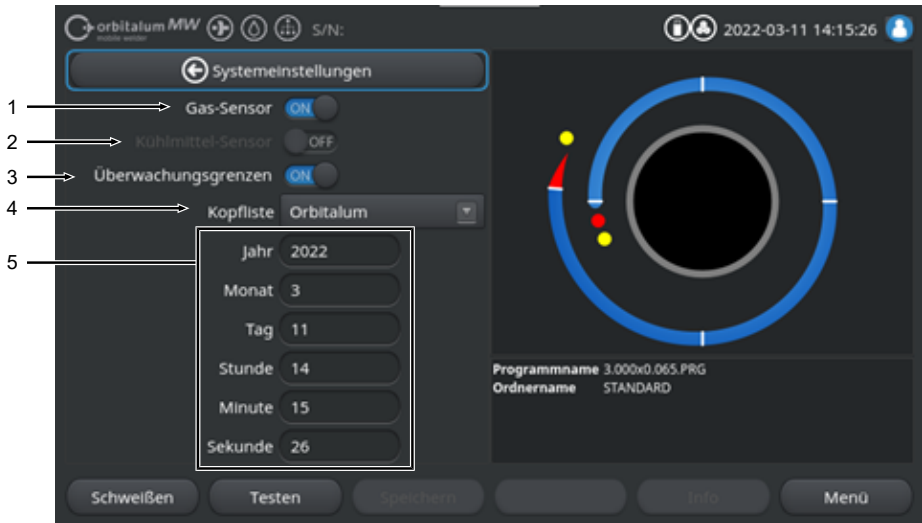 orbitalum MW S/N: 2022-03-11 14:15:26
mobile welder
Systemeinstellungen
1 Gas-Sensor ON
2 Kühlmittel-Sensor OFF
3 Überwachungsgrenzen ON
4 Kopfliste Orbitalum
5
Jahr 2022
Monat 3
Tag 11
Stunde 14
Minute 15
Sekunde 26
Programmname 3.000x0.065.PRG
Ordnername STANDARD
Schweißen Testen Speichern Info Menü